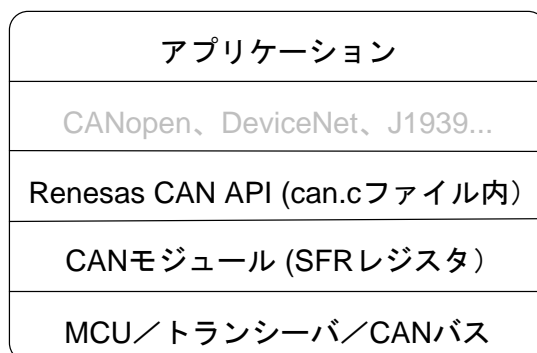 アプリケーション
CANopen、DeviceNet、J1939...
Renesas CAN API (can.cファイル内）
CANモジュール (SFRレジスタ）
MCU／トランシーバ／CANバス